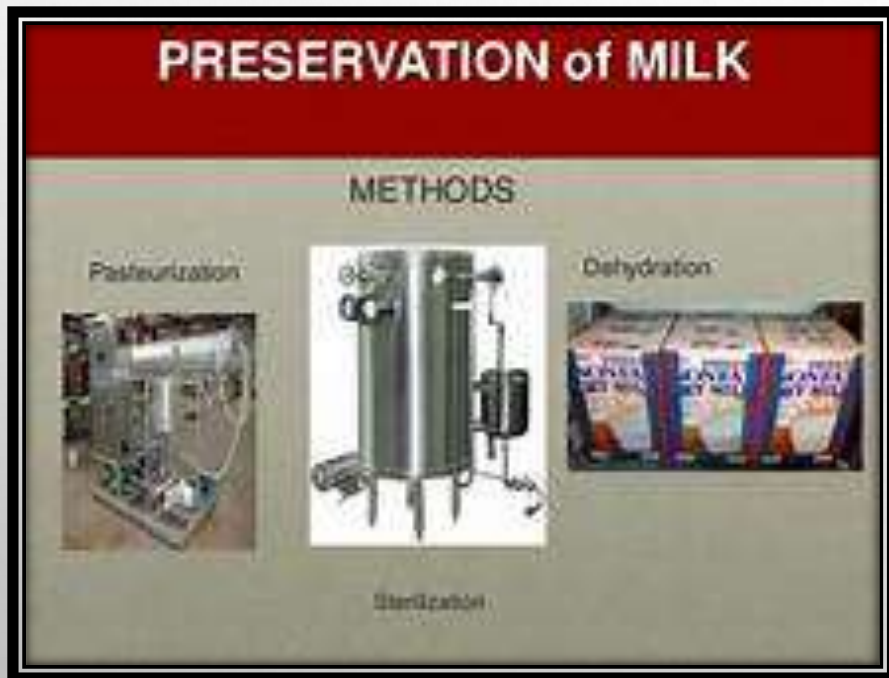 PRESERVATION of MILK
METHODS
Pasteurization
Dehydration
Sterilization